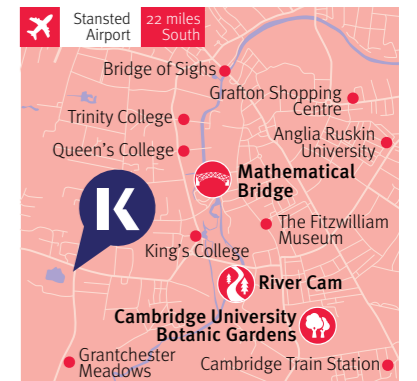 Stansted
Airport
22 miles
South
Bridge of Sighs
Grafton Shopping
Centre
Trinity College
Anglia Ruskin
University
Queen's College
Mathematical
Bridge
K
The Fitzwilliam
Museum
King's College
River Cam
Cambridge University
Botanic Gardens
Grantchester
Meadows
Cambridge Train Station